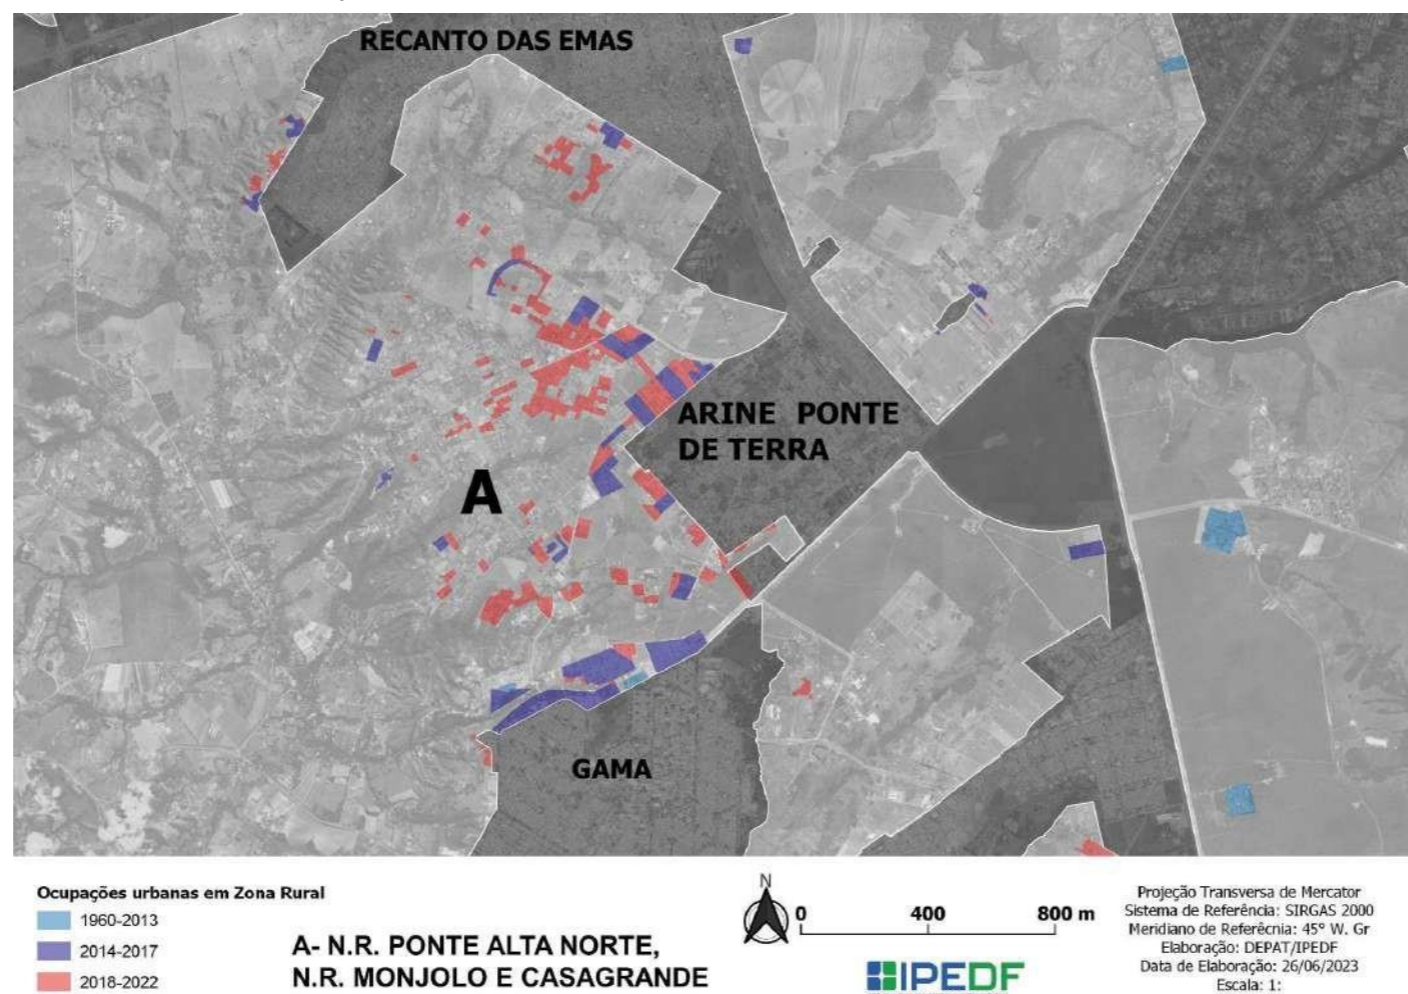 RECANTO DAS EMAS
ARINE PONTE
DE TERRA
A
GAMA
Ocupações urbanas em Zona Rural
1960-2013
2014-2017
2018-2022
A- N.R. PONTE ALTA NORTE,
N.R. MONJOLO E CASAGRANDE
N
0 400 800 m
IPEDF
Projeção Transversa de Mercator
Sistema de Referência: SIRGAS 2000
Meridiano de Referêcnia: 45° W. Gr
Elaboração: DEPAT/IPEDF
Data de Elaboração: 26/06/2023
Escala: 1: